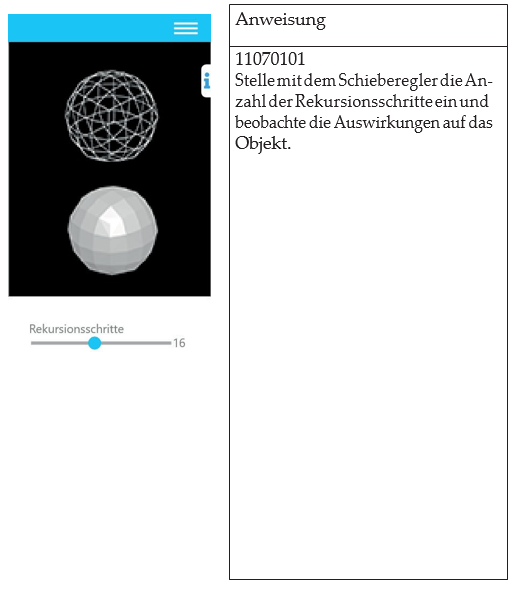 Anweisung
11070101
Stelle mit dem Schieberegler die An-
zahl der Rekursionsschritte ein und
beobachte die Auswirkungen auf das
Objekt.
i
Rekursionsschritte
16